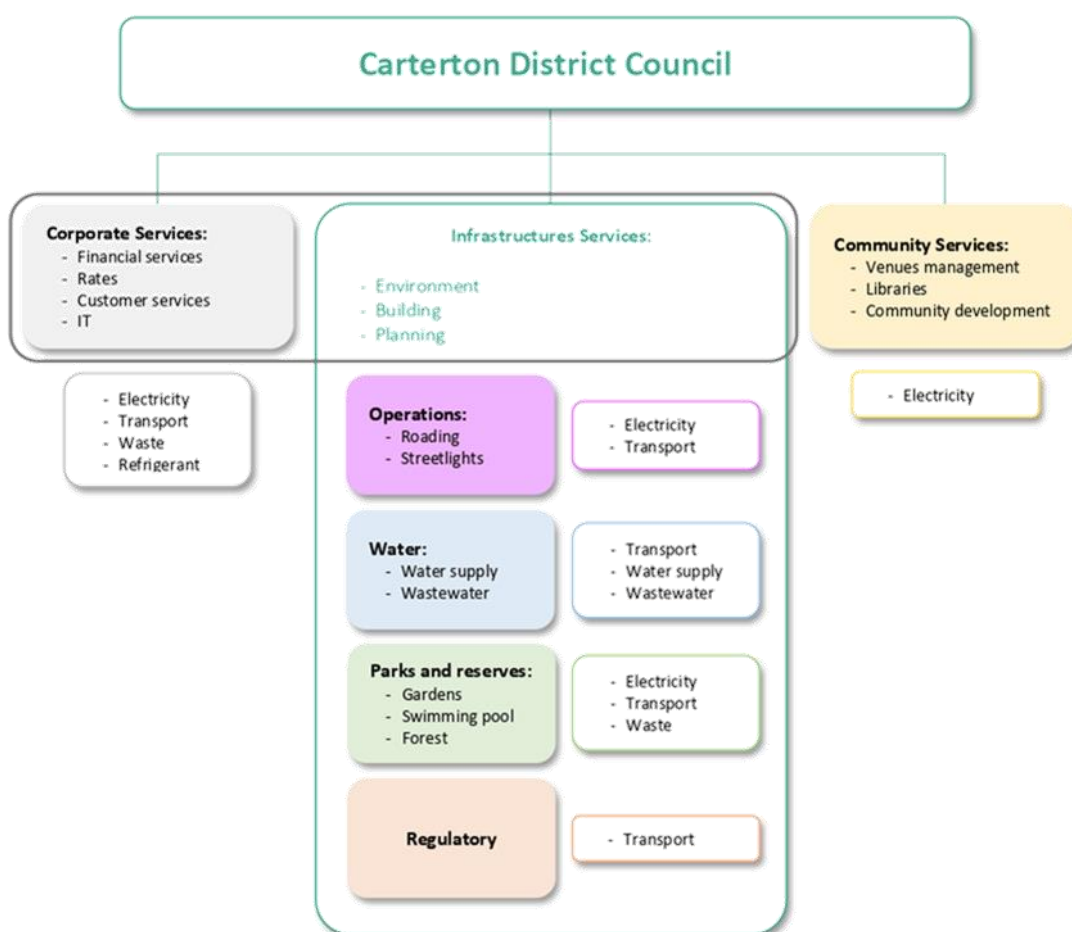 Carterton District Council
Corporate Services:
- Financial services
- Rates
- Customer services
- IT
- Electricity
- Transport
- Waste
- Refrigerant
Infrastructures Services:
- Environment
- Building
- Planning
Operations:
- Roading
- Streetlights
- Electricity
- Transport
Water:
- Water supply
- Wastewater
- Transport
- Water supply
- Wastewater
Parks and reserves:
- Gardens
- Swimming pool
- Forest
- Electricity
- Transport
- Waste
Regulatory
- Transport
Community Services:
- Venues management
- Libraries
- Community development
- Electricity